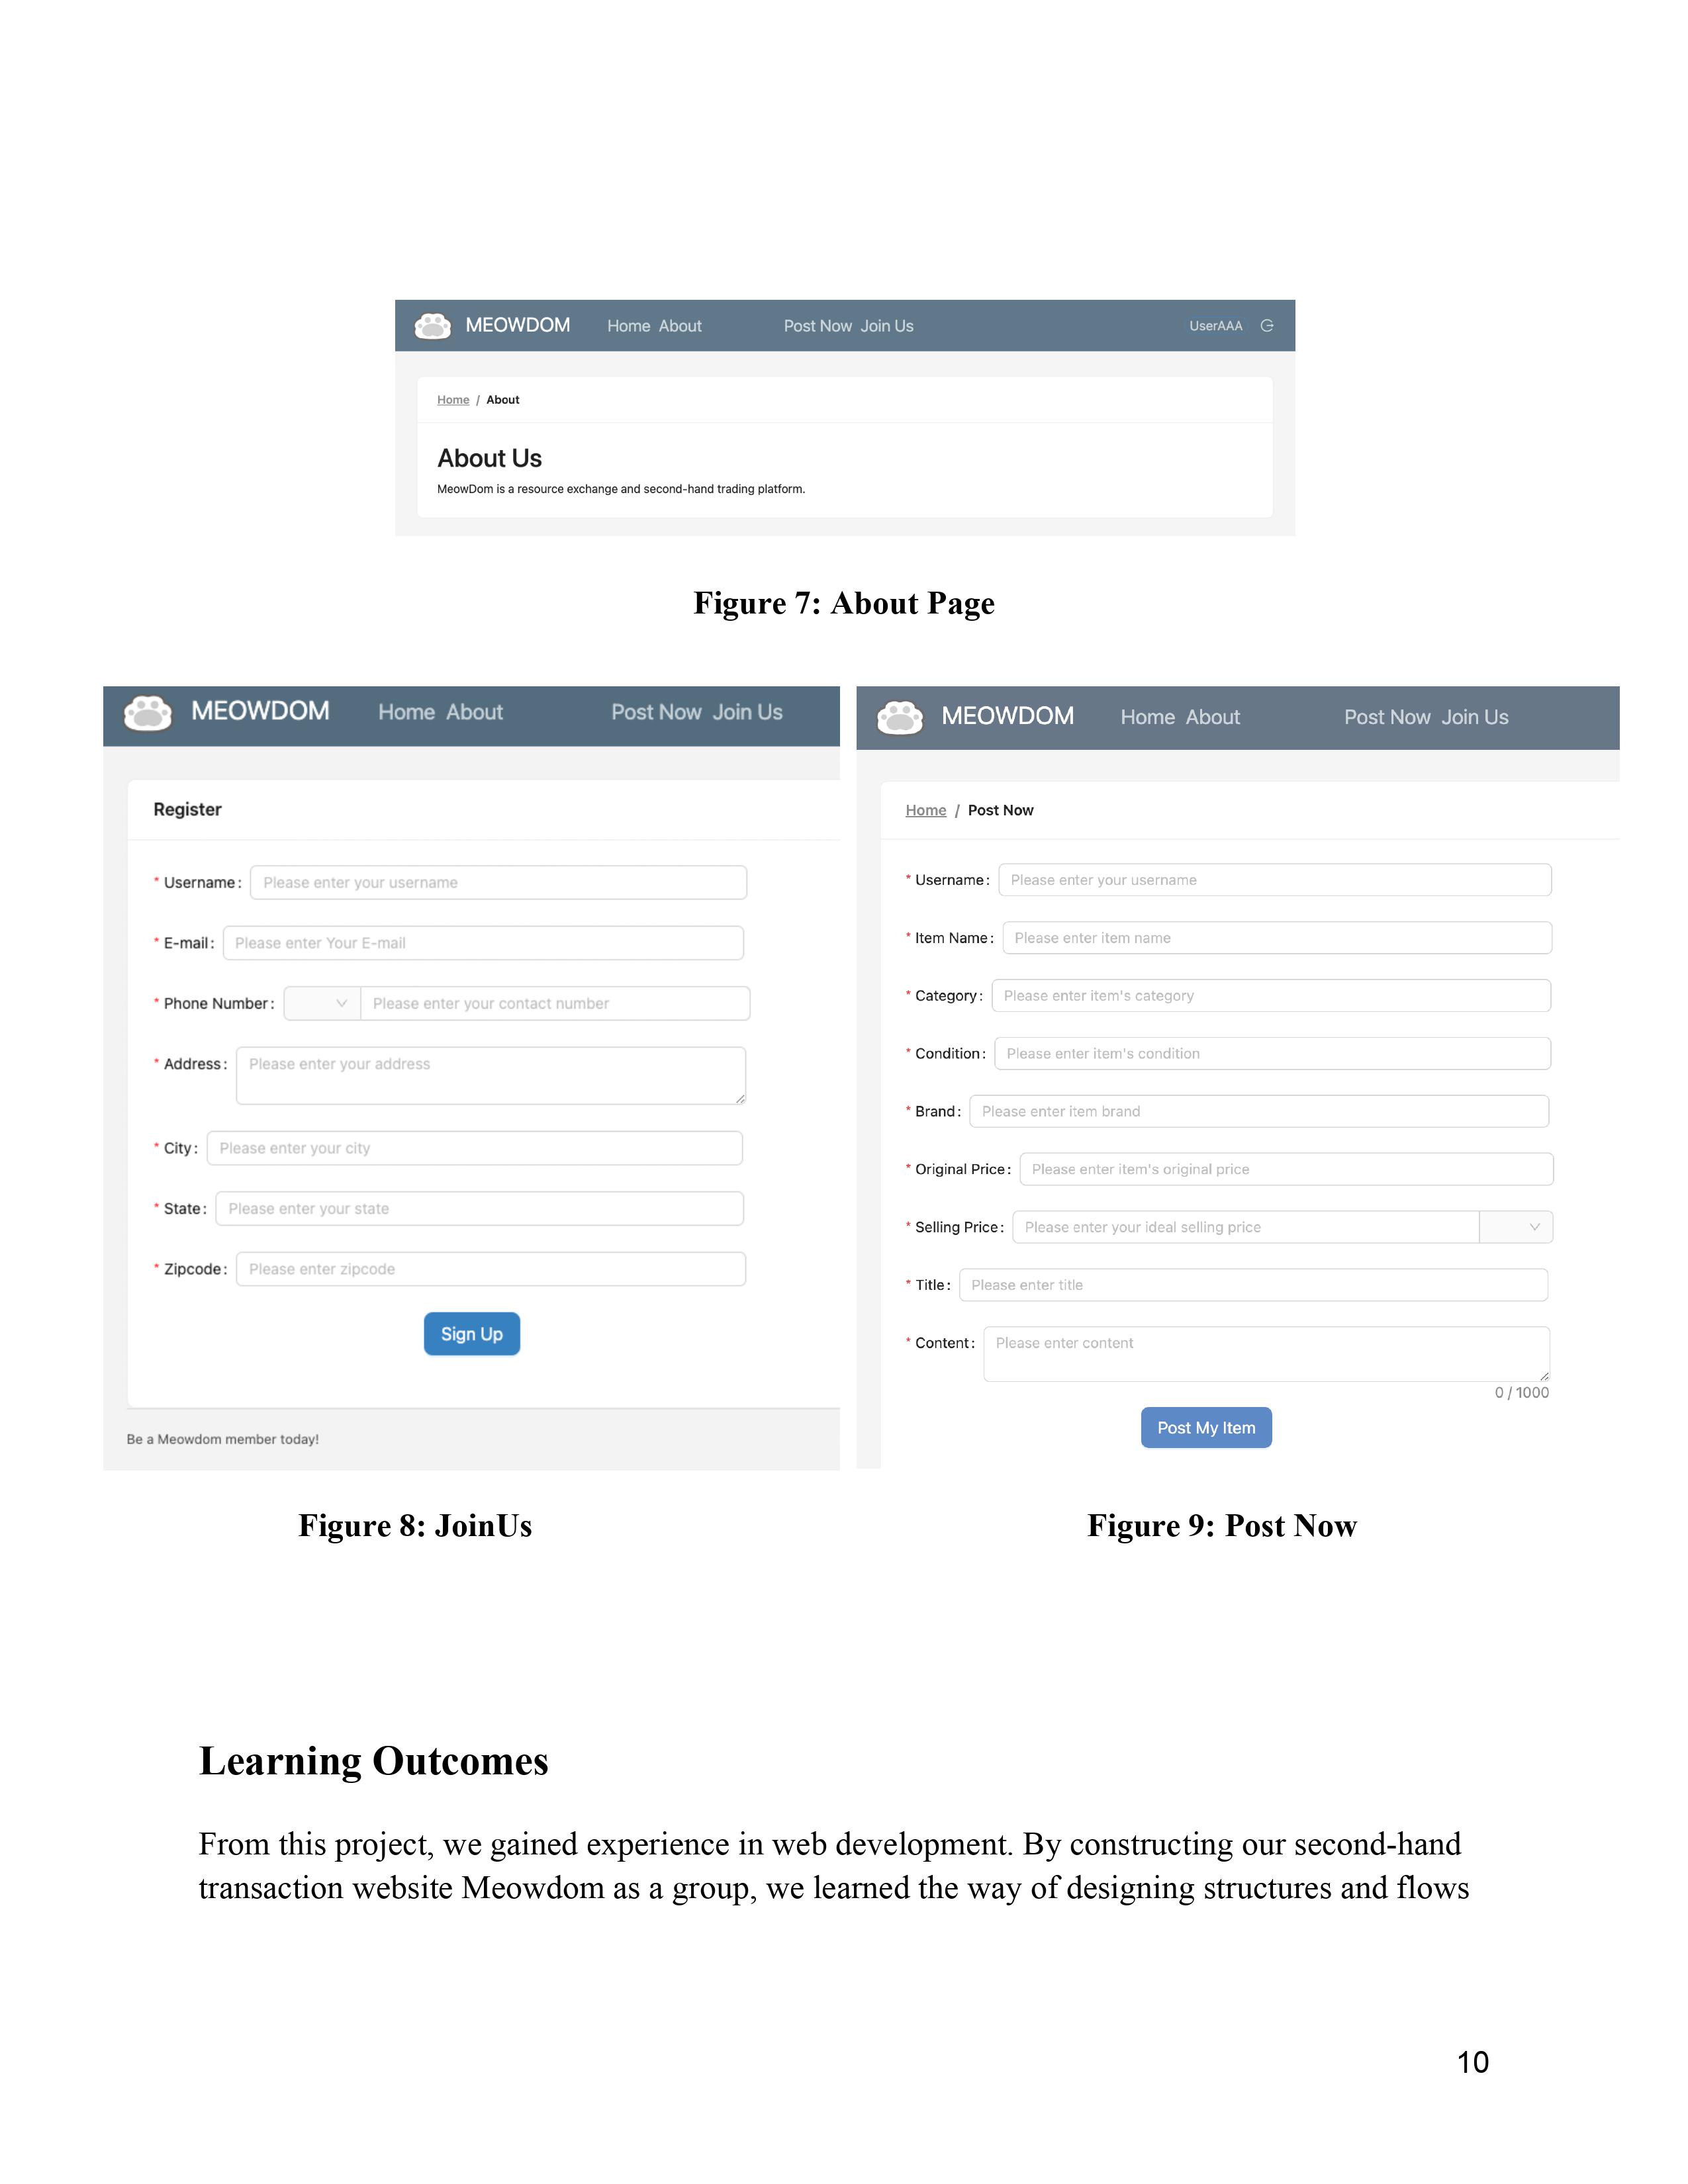 MEOWDOM Home About Post Now Join Us UserAAA
Home / About
About Us
MeowDom is a resource exchange and second-hand trading platform.
Figure 7: About Page
MEOWDOM Home About Post Now Join Us
Register
* Username: Please enter your username
* E-mail: Please enter Your E-mail
* Phone Number: Please enter your contact number
* Address: Please enter your address
* City: Please enter your city
* State: Please enter your state
* Zipcode: Please enter zipcode
Sign Up
Be a Meowdom member today!
Figure 8: JoinUs
MEOWDOM Home About Post Now Join Us
Home / Post Now
* Username: Please enter your username
* Item Name: Please enter item name
* Category: Please enter item's category
* Condition: Please enter item's condition
* Brand: Please enter item brand
* Original Price: Please enter item's original price
* Selling Price: Please enter your ideal selling price
* Title: Please enter title
* Content: Please enter content
0 / 1000
Post My Item
Figure 9: Post Now
Learning Outcomes
From this project, we gained experience in web development. By constructing our second-hand
transaction website Meowdom as a group, we learned the way of designing structures and flows
10